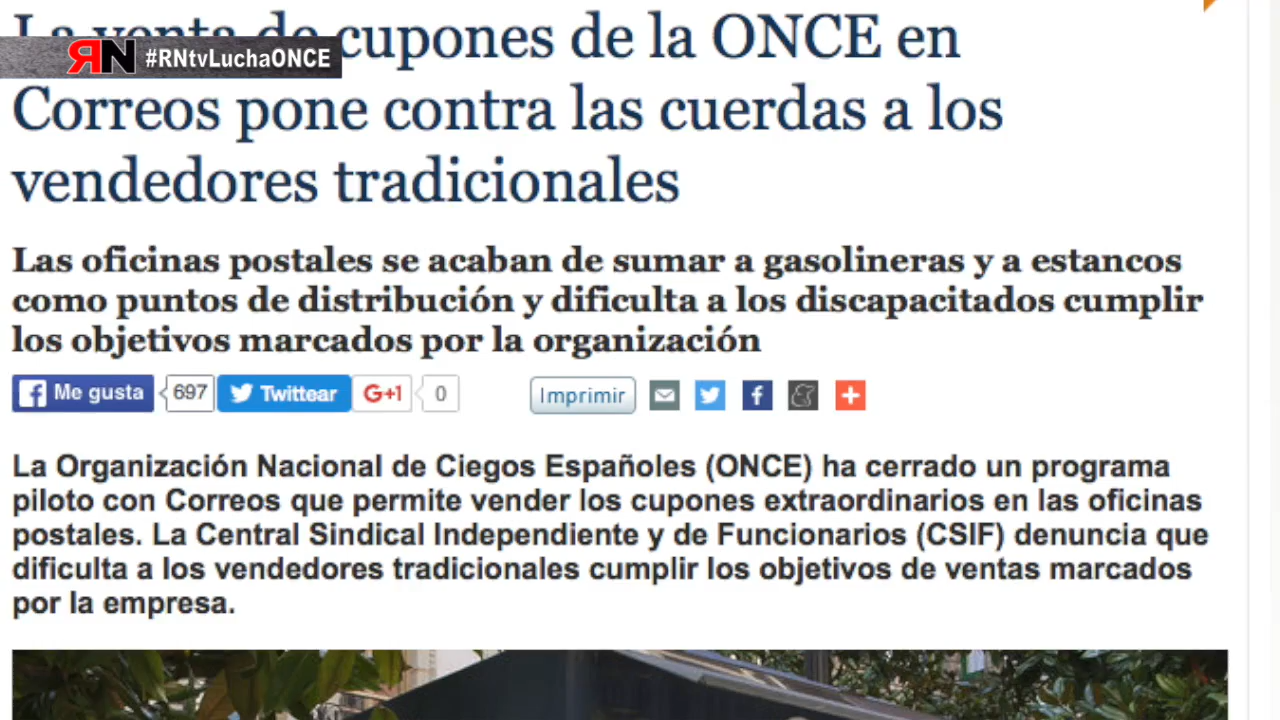 La venta de cupones de la ONCE en
RN #RNtvLuchaONCE
Correos pone contra las cuerdas a los
vendedores tradicionales
Las oficinas postales se acaban de sumar a gasolineras y a estancos
como puntos de distribución y dificulta a los discapacitados cumplir
los objetivos marcados por la organización
Me gusta 697 Twittear G+1 0 Imprimir
La Organización Nacional de Ciegos Españoles (ONCE) ha cerrado un programa
piloto con Correos que permite vender los cupones extraordinarios en las oficinas
postales. La Central Sindical Independiente y de Funcionarios (CSIF) denuncia que
dificulta a los vendedores tradicionales cumplir los objetivos de ventas marcados
por la empresa.